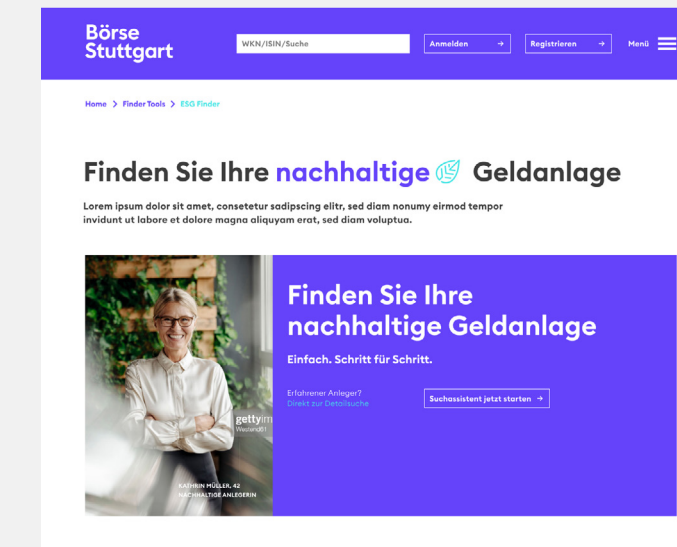 Börse
Stuttgart
WKN/ISIN/Suche
Anmelden →
Registrieren →
Menü
Home > Finder Tools > ESG Finder
Finden Sie Ihre nachhaltige Geldanlage
Lorem ipsum dolor sit amet, consetetur sadipscing elitr, sed diam nonumy eirmod tempor
invidunt ut labore et dolore magna aliquyam erat, sed diam voluptua.
Finden Sie Ihre
nachhaltige Geldanlage
Einfach. Schritt für Schritt.
Erfahrener Anleger?
Direkt zur Detailsuche
Suchassistent jetzt starten →
gettyim
Westend61
KATHRIN MÜLLER, 42
NACHHALTIGE ANLEGERIN